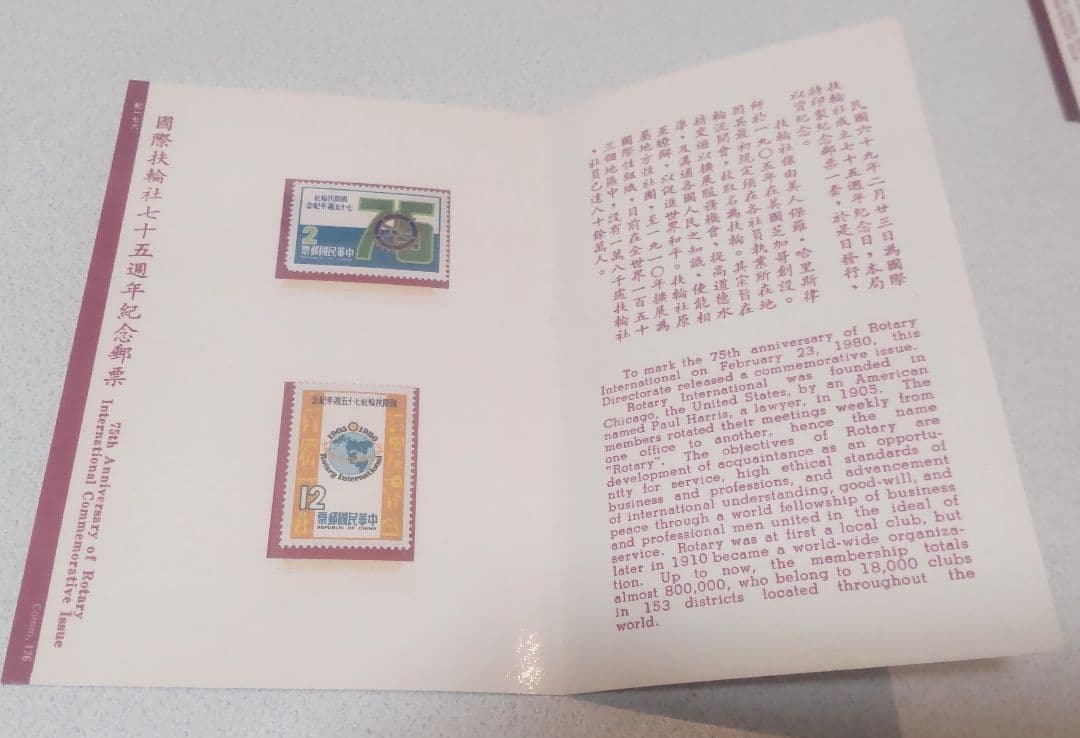 紀一七六
國際扶輪社七十五週年紀念郵票
75th Anniversary of Rotary
International Commemorative Issue
Comm. 176
社輪扶際國
念紀年週五十七
75
2
票郵國民華中
念紀年週五十七社輪扶際國
1905 1980
Rotary International
12
票郵國民華中
REPUBLIC OF CHINA
民國六十九年二月廿三日為國際
扶輪社成立七十五週年紀念日，本局
特印製紀念郵票一套，於是日發行，
以資紀念。
扶輪社係由美人保羅·哈里斯律
師於一九○五年在美國芝加哥創設。
因其最初規定須在各社員執業所在地
輪流開會，故取名為扶輪。其宗旨在
藉交遊以擴展服務機會，提高道德水
準，及溝通各國人民之知識，使能相
互瞭解，以促進世界和平。扶輪社原
屬地方性社團，至一九一○年擴展為
國際性組織，目前在全世界一百五十
三個地區中，設有一萬八千處扶輪社
，社員已達八十餘萬人。
To mark the 75th anniversary of Rotary
International on February 23, 1980, this
Directorate released a commemorative issue.
Rotary International was founded in
Chicago, the United States, by an American
named Paul Harris, a lawyer, in 1905. The
members rotated their meetings weekly from
one office to another, hence the name
"Rotary". The objectives of Rotary are
development of acquaintance as an opportu-
nity for service, high ethical standards of
business and professions, and advancement
of international understanding, good-will, and
peace through a world fellowship of business
and professional men united in the ideal of
service. Rotary was at first a local club, but
later in 1910 became a world-wide organiza-
tion. Up to now, the membership totals
almost 800,000, who belong to 18,000 clubs
in 153 districts located throughout the
world.